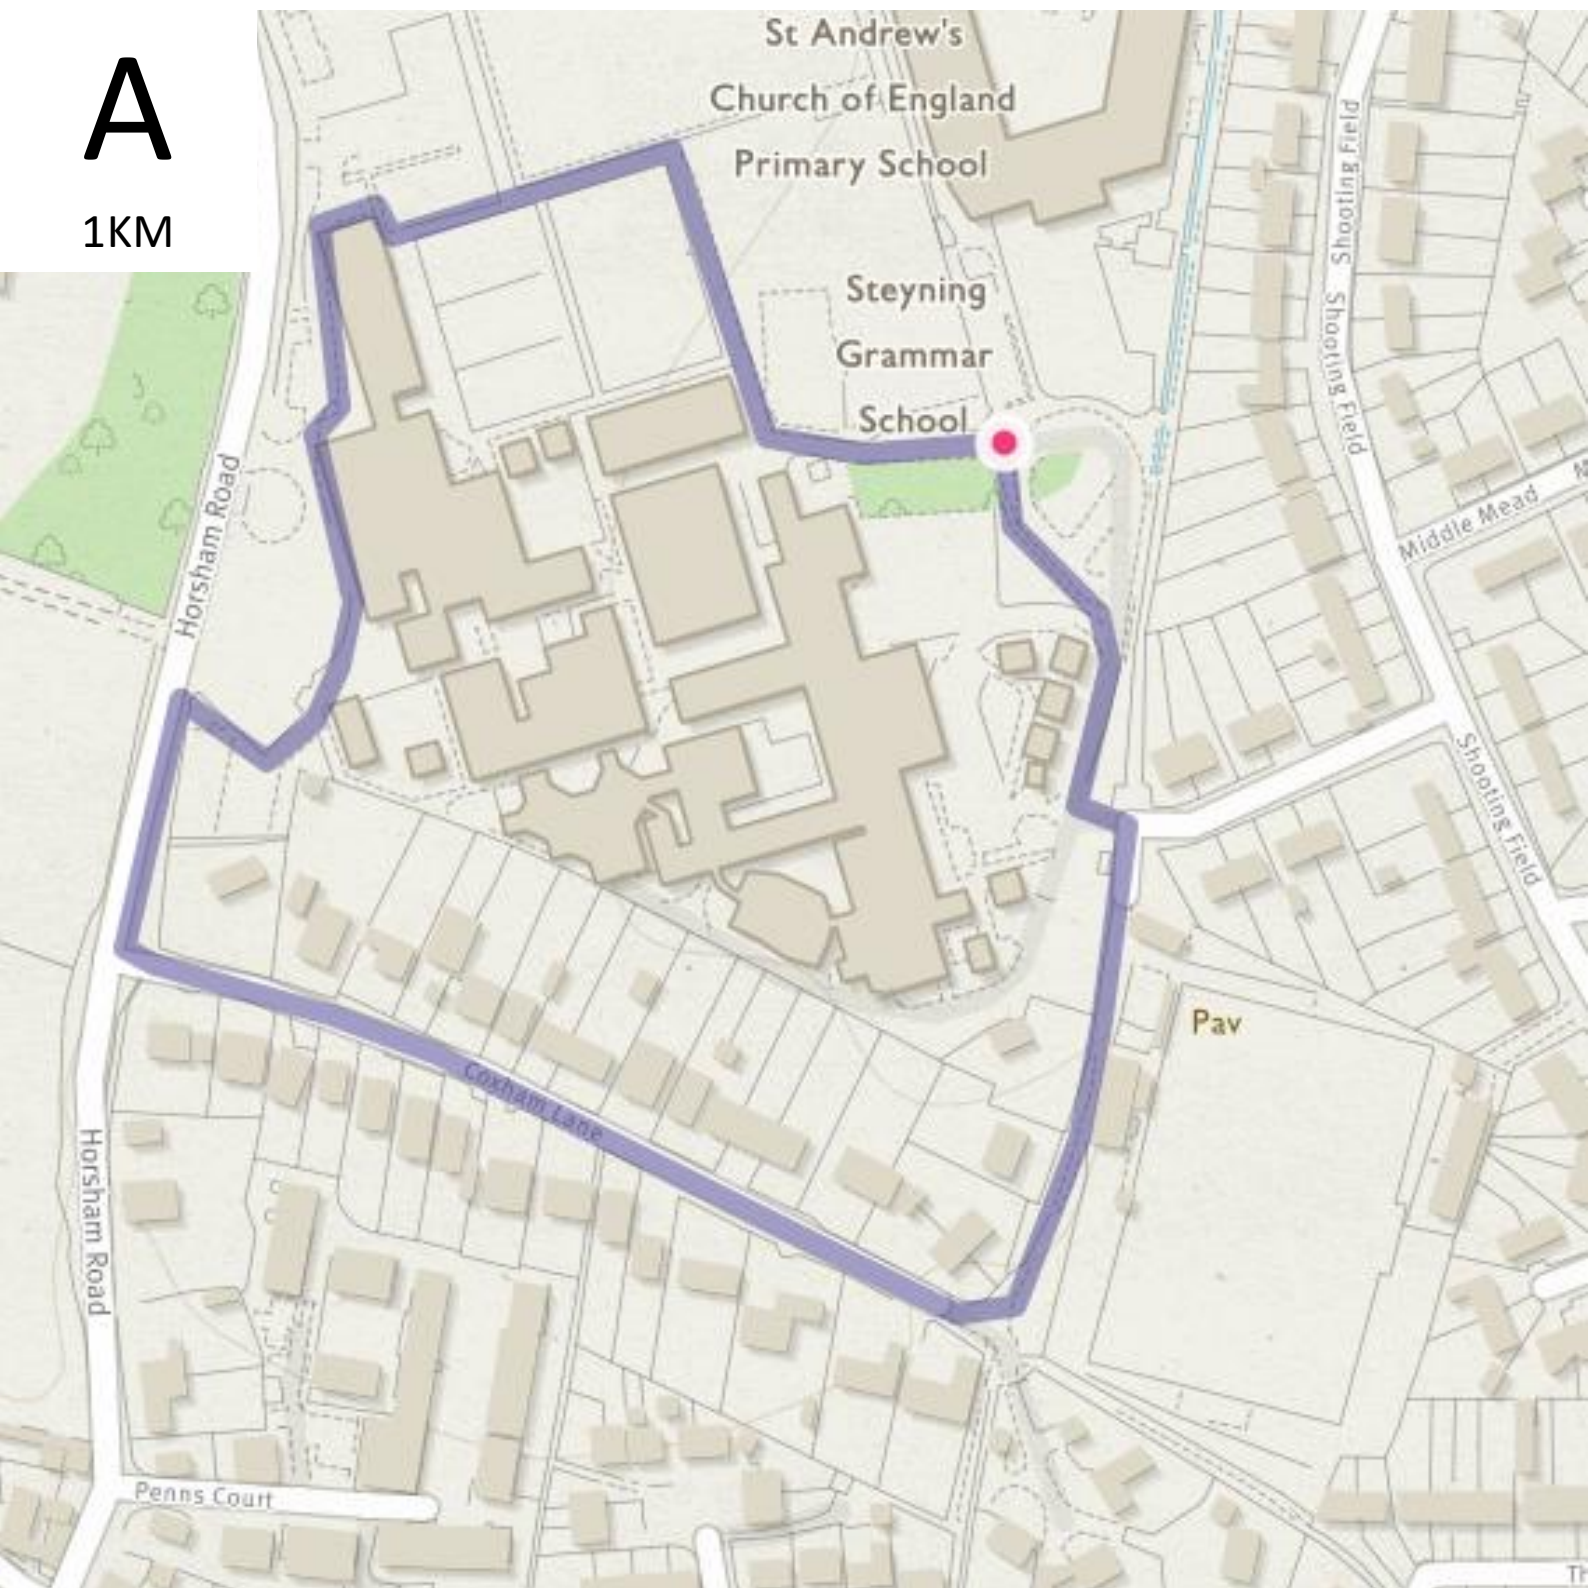 A
1KM
St Andrew's
Church of England
Primary School
Steyning
Grammar
School
Shooting Field
Shooting Field
Horsham Road
Middle Mead
Shooting Field
Pav
Coxham Lane
Horsham Road
Penns Court